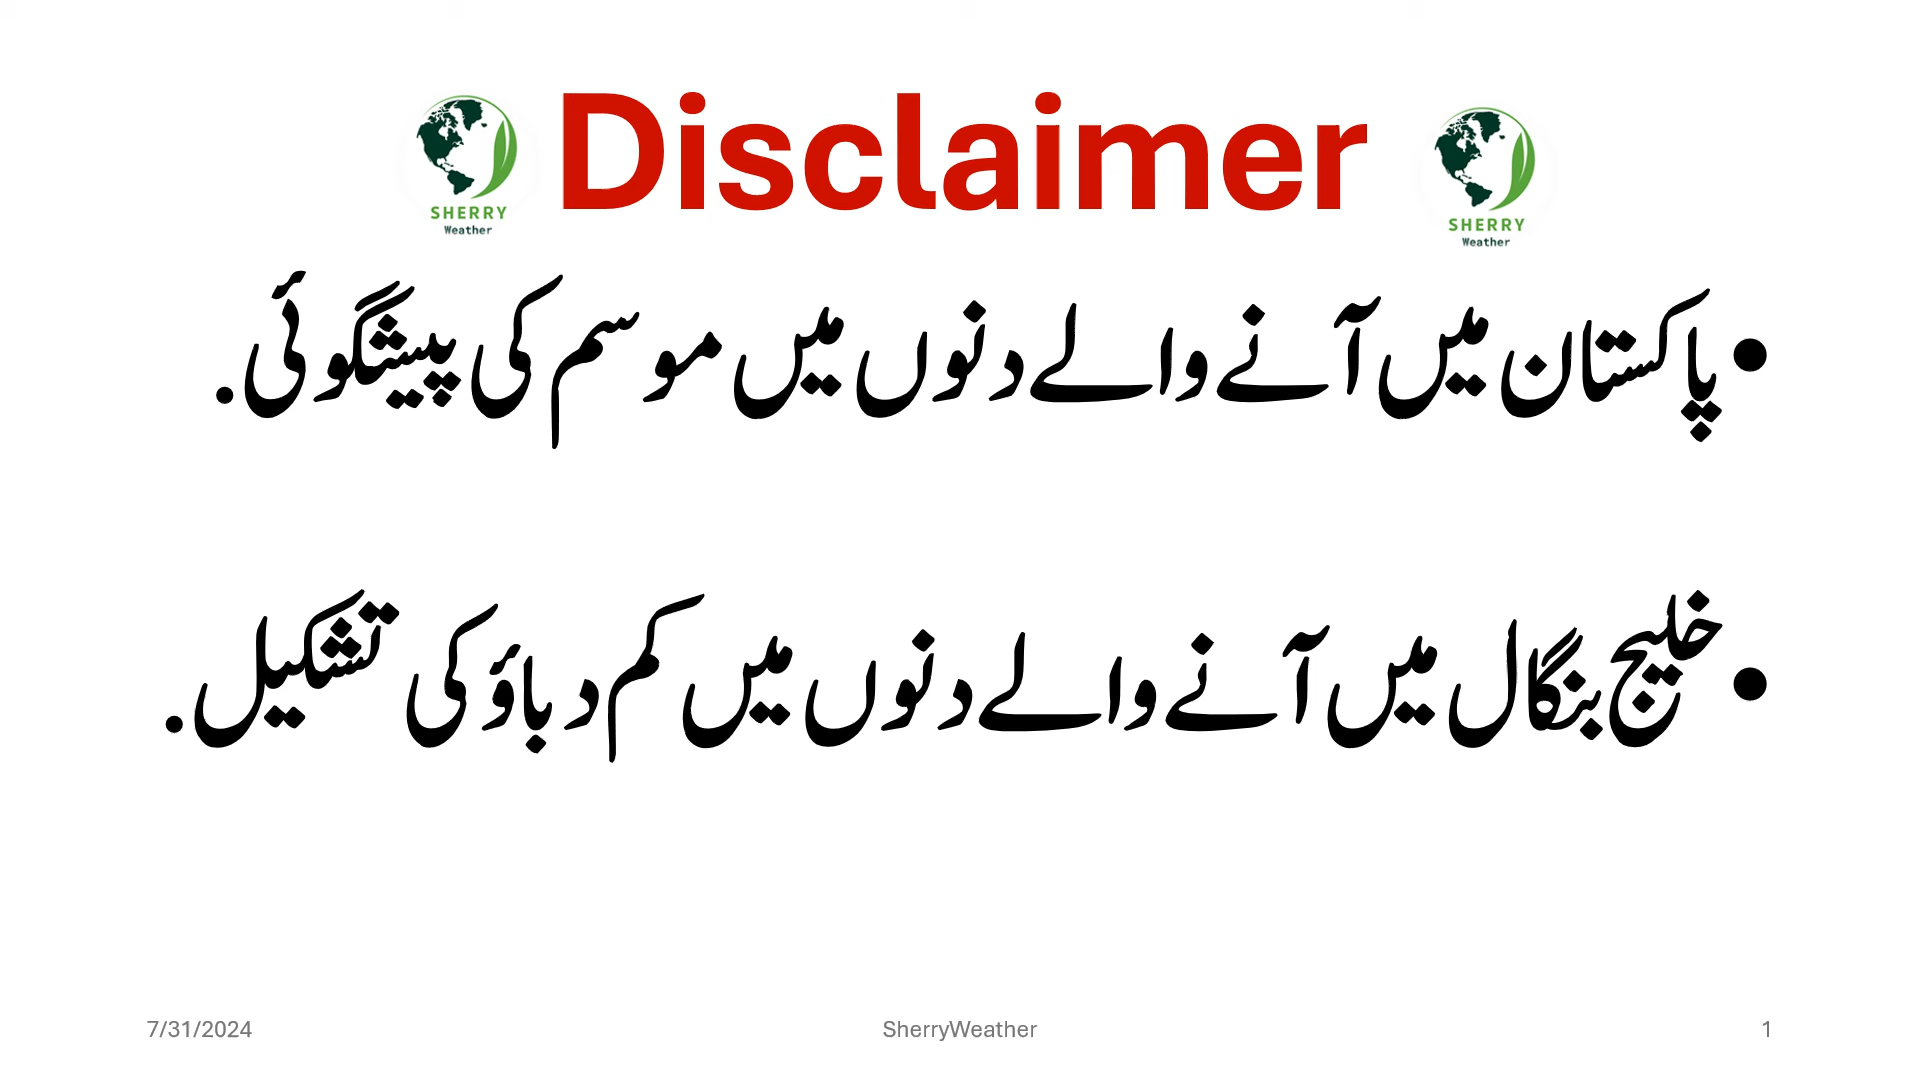 Disclaimer
SHERRY
Weather
SHERRY
Weather
• پاکستان میں آنے والے دنوں میں موسم کی پیشگوئی.
• خلیج بنگال میں آنے والے دنوں میں کم دباؤ کی تشکیل.
7/31/2024
SherryWeather
1